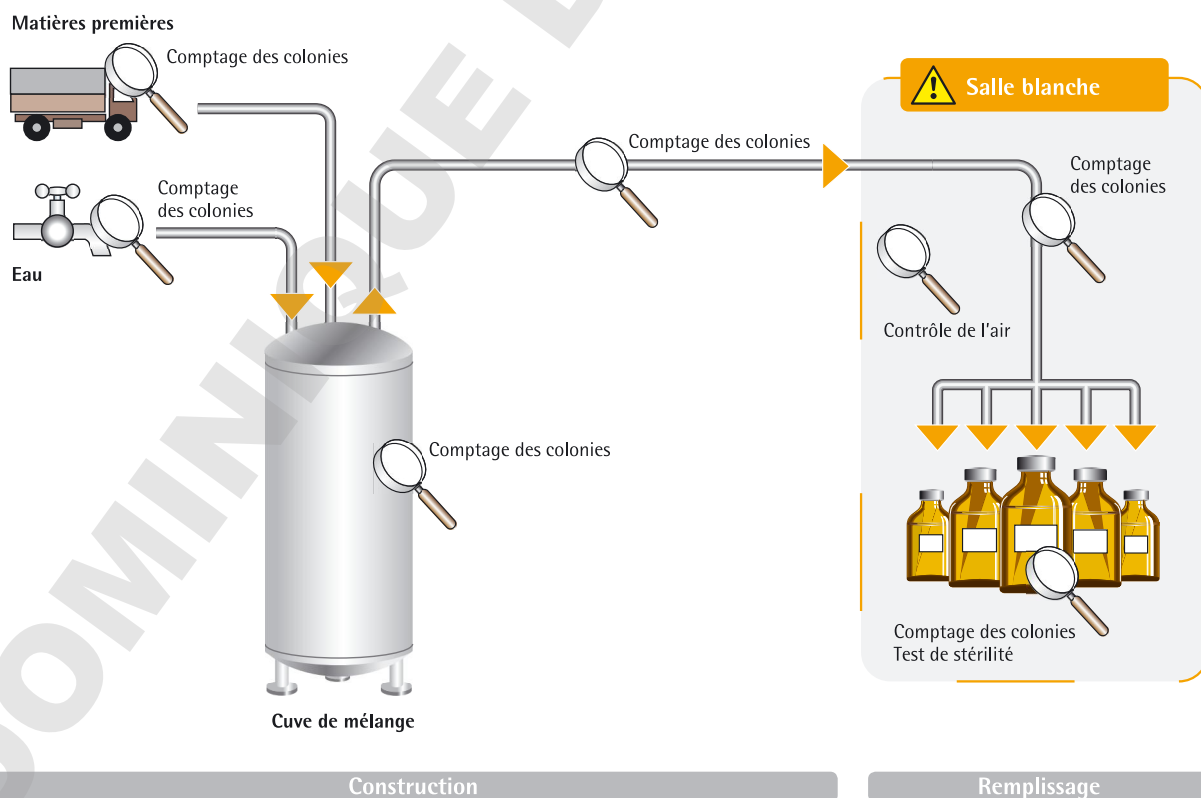 Matières premières
Comptage des colonies
Comptage
des colonies
Eau
Comptage des colonies
Salle blanche
Comptage
des colonies
Contrôle de l'air
Comptage des colonies
Comptage des colonies
Test de stérilité
Cuve de mélange
Construction
Remplissage
DOMINIQUE